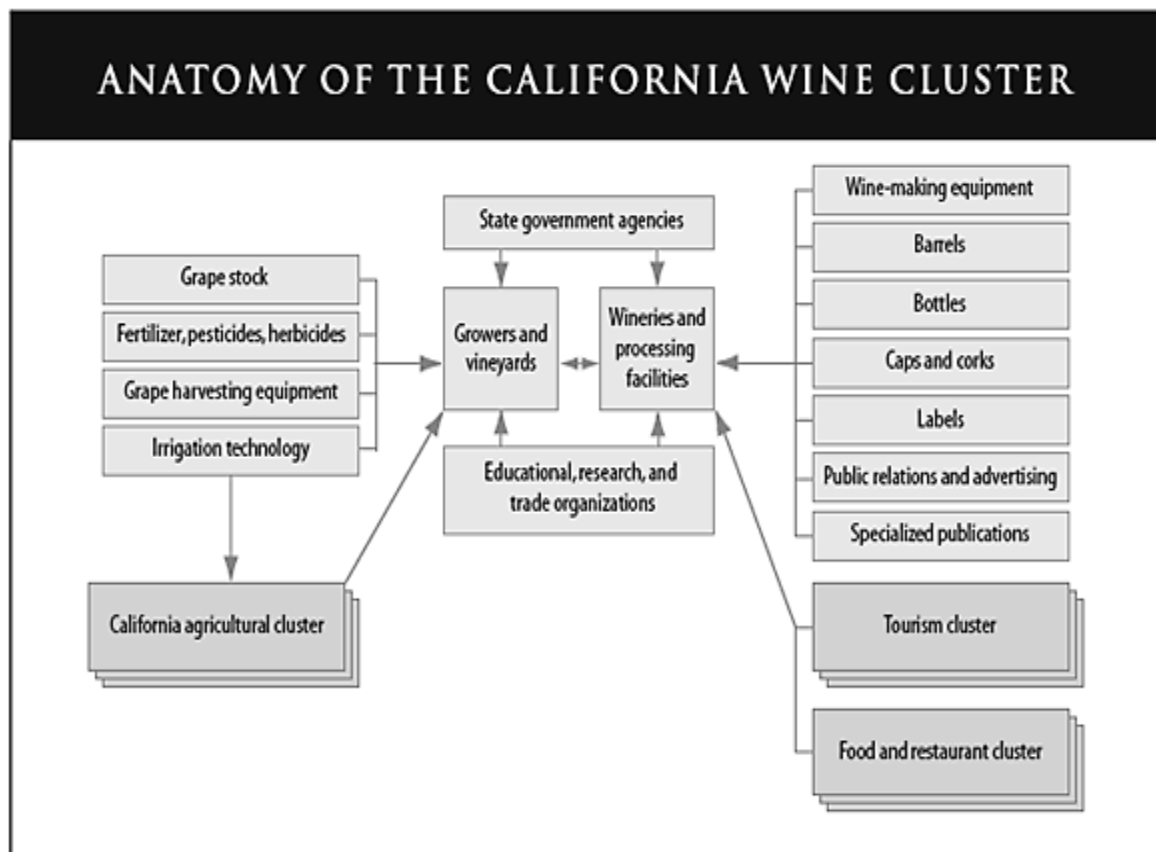 ANATOMY OF THE CALIFORNIA WINE CLUSTER
State government agencies
Grape stock
Fertilizer, pesticides, herbicides
Grape harvesting equipment
Irrigation technology
California agricultural cluster
Growers and
vineyards
Wineries and
processing
facilities
Educational, research, and
trade organizations
Wine-making equipment
Barrels
Bottles
Caps and corks
Labels
Public relations and advertising
Specialized publications
Tourism cluster
Food and restaurant cluster